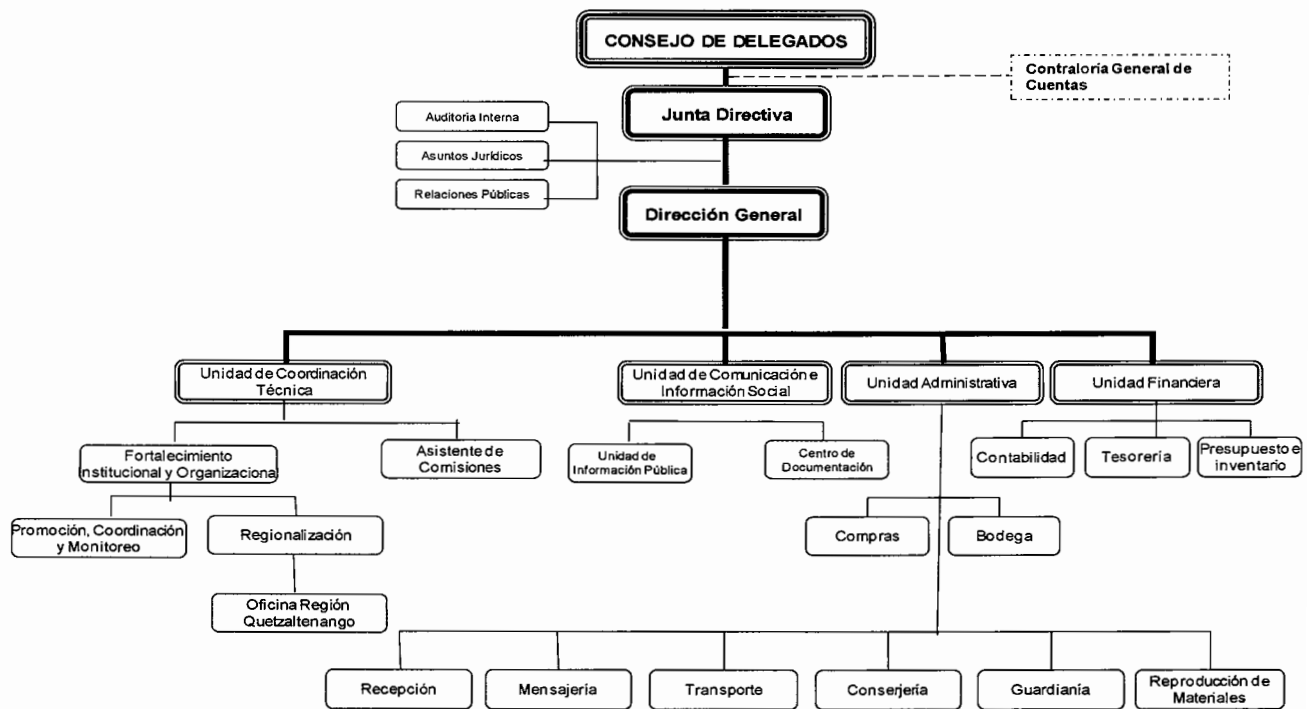 CONSEJO DE DELEGADOS
Contraloría General de
Cuentas
Junta Directiva
Auditoria Interna
Asuntos Jurídicos
Relaciones Públicas
Dirección General
Unidad de Coordinación
Técnica
Unidad de Comunicación e
Información Social
Unidad Administrativa
Unidad Financiera
Fortalecimiento
Institucional y Organizaciona
Asistente de
Comisiones
Unidad de
Información Pública
Centro de
Documentación
Contabilidad
Tesorería
Presupuesto e
inventario
Promoción, Coordinación
y Monitoreo
Regionalización
Compras
Bodega
Oficina Región
Quetzaltenango
Recepción
Mensajería
Transporte
Conserjería
Guardianía
Reproducción de
Materiales